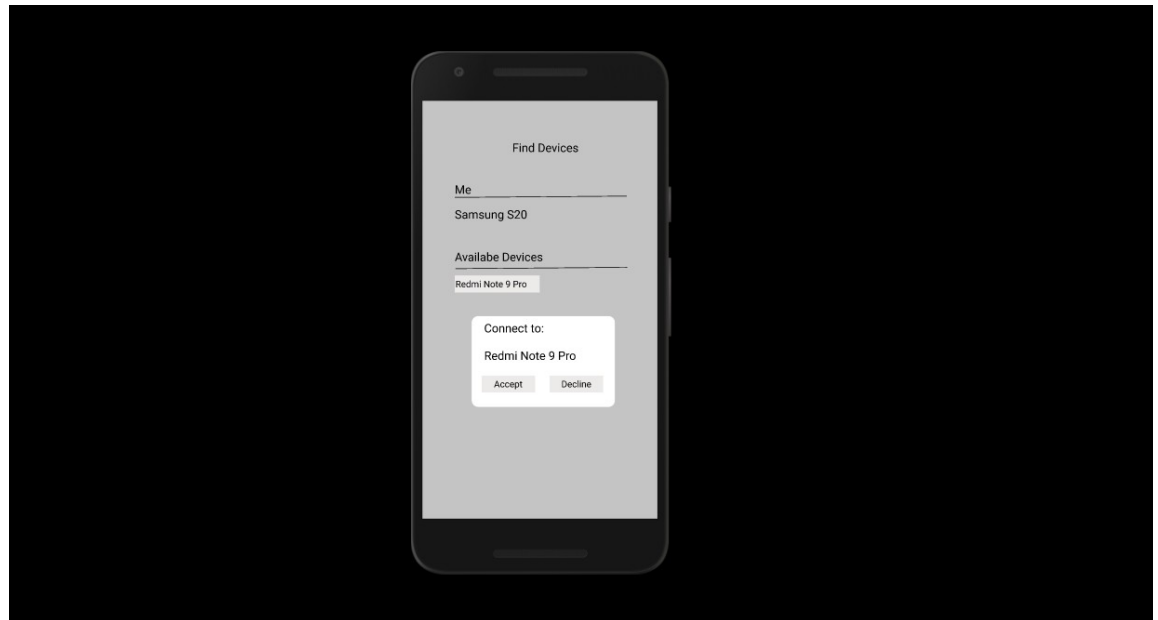 Find Devices
Me
Samsung S20
Availabe Devices
Redmi Note 9 Pro
Connect to:
Redmi Note 9 Pro
Accept Decline